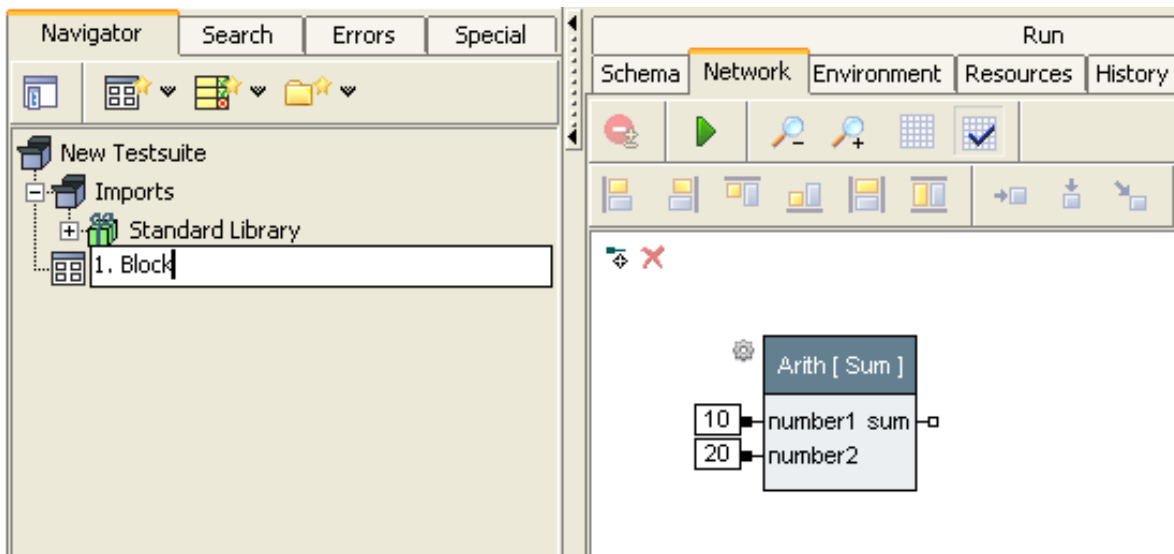 Navigator Search Errors Special
New Testsuite
Imports
Standard Library
1. Block
Run
Schema Network Environment Resources History
Arith [ Sum ]
10 number1 sum
20 number2